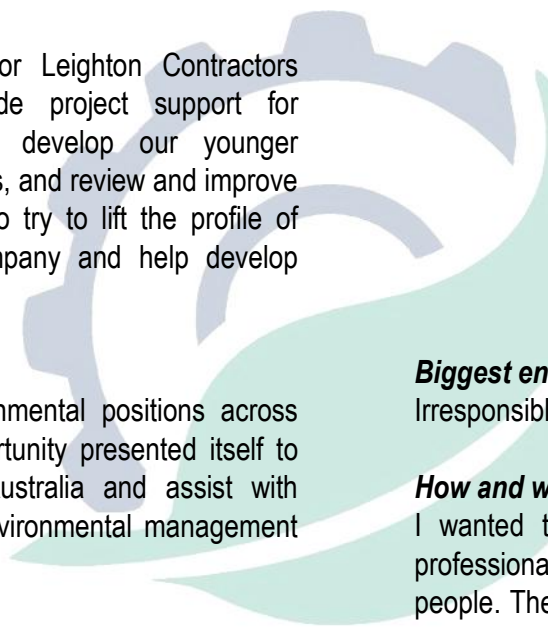 or Leighton Contractors
de project support for
develop our younger
s, and review and improve
o try to lift the profile of
mpany and help develop
nmental positions across
rtunity presented itself to
ustralia and assist with
vironmental management
Biggest en
Irresponsibl
How and w
I wanted t
professiona
people. The